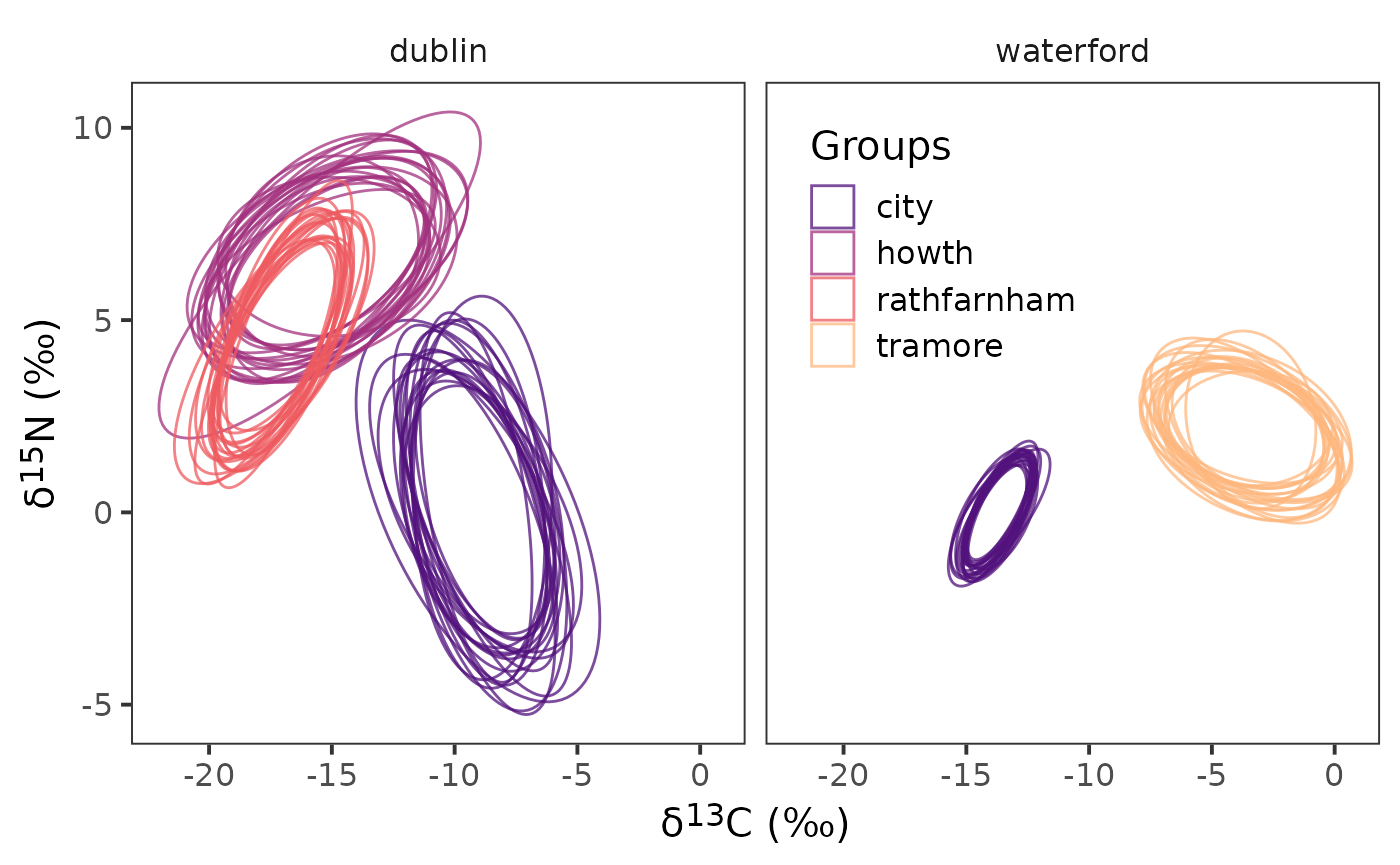 dublin
waterford
Groups
city
howth
rathfarnham
tramore
10
5
0
-5
δ¹⁵N (‰)
-20 -15 -10 -5 0
-20 -15 -10 -5 0
δ¹³C (‰)